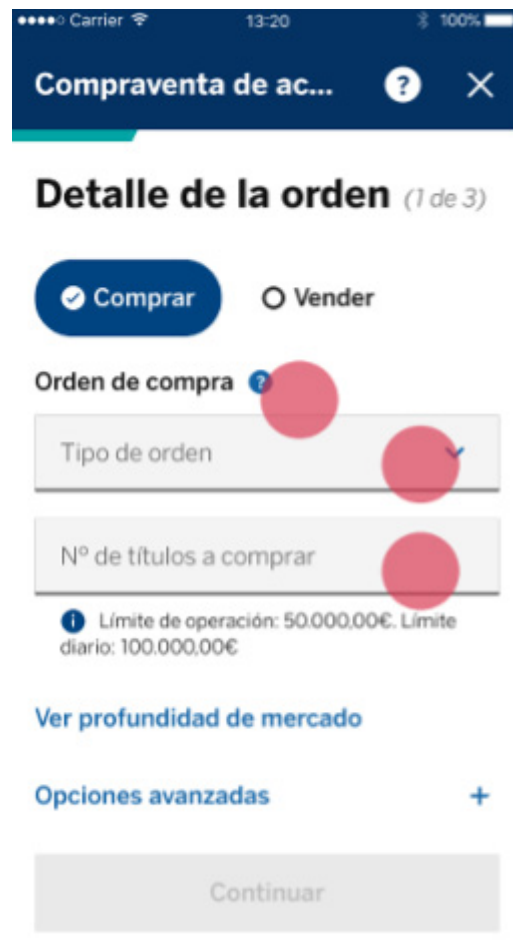 Carrier 13:20 100%
Compraventa de ac... ? ×
Detalle de la orden (1 de 3)
Comprar Vender
Orden de compra ?
Tipo de orden
Nº de títulos a comprar
i Límite de operación: 50.000,00€. Límite
diario: 100.000,00€
Ver profundidad de mercado
Opciones avanzadas +
Continuar